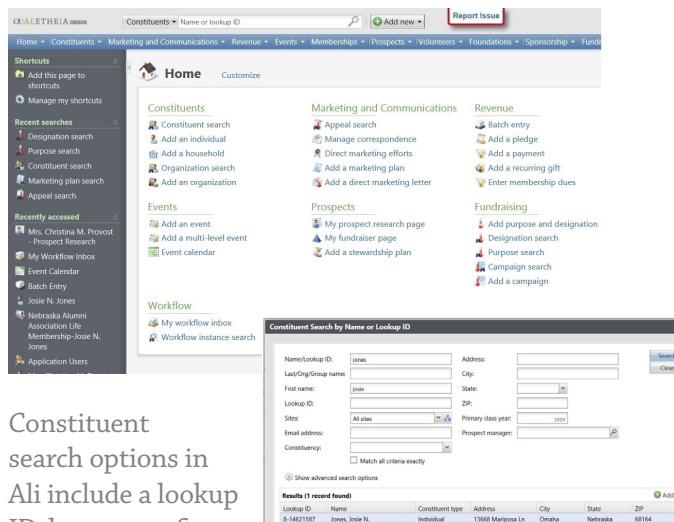 ALETHEIA
Constituents
Name or lookup ID
Add new
Report Issue
Home
Constituents
Marketing and Communications
Revenue
Events
Memberships
Prospects
Volunteers
Foundations
Sponsorship
Shortcuts
Add this page to
shortcuts
Manage my shortcuts
Recent searches
Designation search
Purpose search
Constituent search
Marketing plan search
Appeal search
Recently accessed
Mrs. Christina M. Provost
- Prospect Research
My Workflow Inbox
Event Calendar
Batch Entry
Josie N. Jones
Nebraska Alumni
Association Life
Membership-Josie N.
Jones
Application Users
Home
Customize
Constituents
Constituent search
Add an individual
Add a household
Organization search
Add an organization
Marketing and Communications
Appeal search
Manage correspondence
Direct marketing efforts
Add a marketing plan
Add a direct marketing letter
Revenue
Batch entry
Add a pledge
Add a payment
Add a recurring gift
Enter membership dues
Events
Add an event
Add a multi-level event
Event calendar
Prospects
My prospect research page
My fundraiser page
Add a stewardship plan
Fundraising
Add purpose and designation
Designation search
Purpose search
Campaign search
Add a campaign
Workflow
My workflow inbox
Workflow instance search
Constituent Search by Name or Lookup ID
Name/Lookup ID: jones
Last/Org/Group name:
First name: josie
Lookup ID:
Sites: All sites
Email address:
Constituency:
Match all criteria exactly
Address:
City:
State:
ZIP:
Primary class year: yyyy
Prospect manager:
Search
Clear
Show advanced search options
Results (1 record found)
Add
Lookup ID Name Constituent type Address City State ZIP
8-14621587 Jones, Josie N. Individual 13668 Mariposa Ln Omaha Nebraska 68164
Constituent
search options in
Ali include a lookup